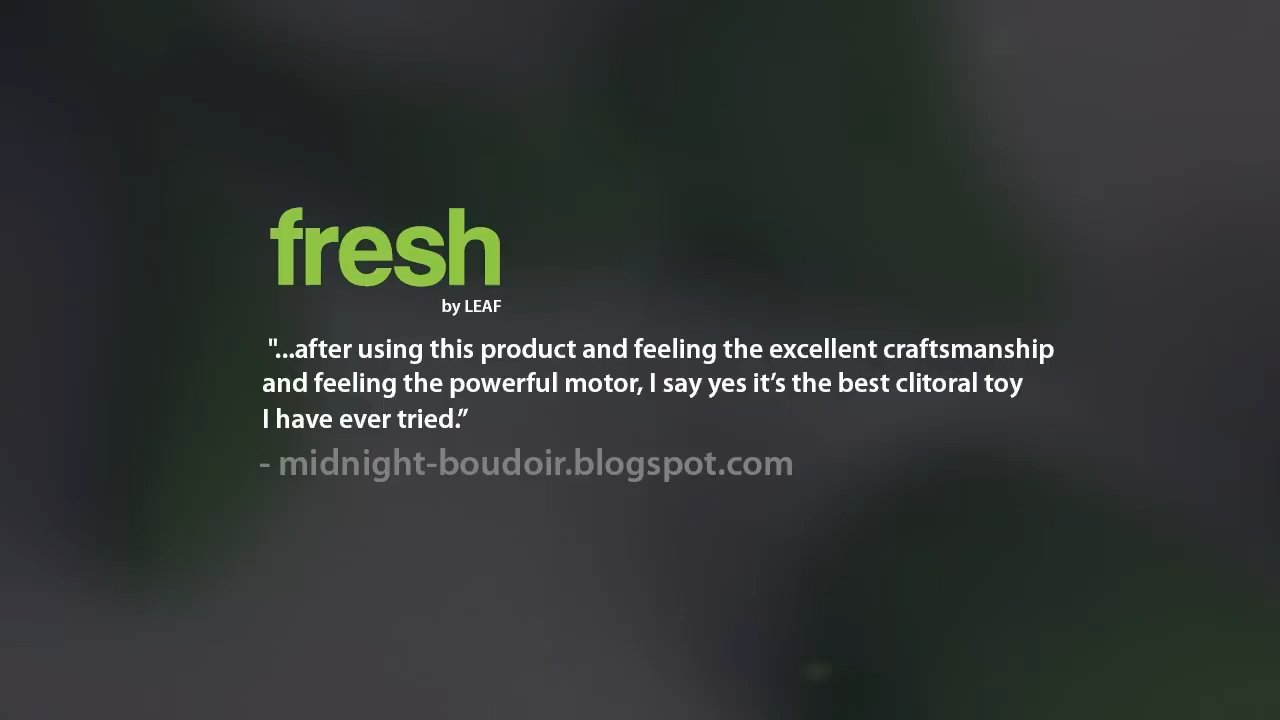 fresh
by LEAF
"...after using this product and feeling the excellent craftsmanship
and feeling the powerful motor, I say yes it’s the best clitoral toy
I have ever tried.”
- midnight-boudoir.blogspot.com